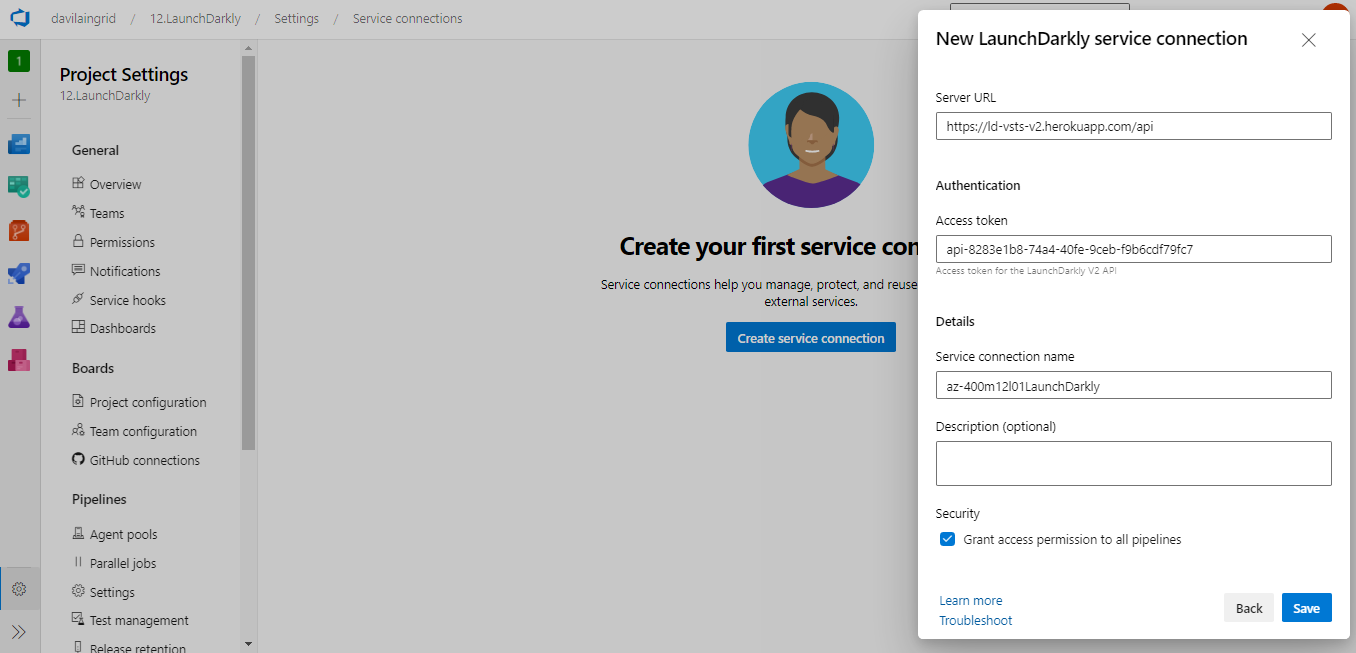 davilaingrid / 12.LaunchDarkly / Settings / Service connections
1
Project Settings
12.LaunchDarkly
General
Overview
Teams
Permissions
Notifications
Service hooks
Dashboards
Boards
Project configuration
Team configuration
GitHub connections
Pipelines
Agent pools
Parallel jobs
Settings
Test management
Release retention
Create your first service con
Service connections help you manage, protect, and reuse
external services.
Create service connection
New LaunchDarkly service connection
Server URL
https://ld-vsts-v2.herokuapp.com/api
Authentication
Access token
api-8283e1b8-74a4-40fe-9ceb-f9b6cdf79fc7
Access token for the LaunchDarkly V2 API
Details
Service connection name
az-400m12l01LaunchDarkly
Description (optional)
Security
Grant access permission to all pipelines
Learn more
Troubleshoot
Back
Save